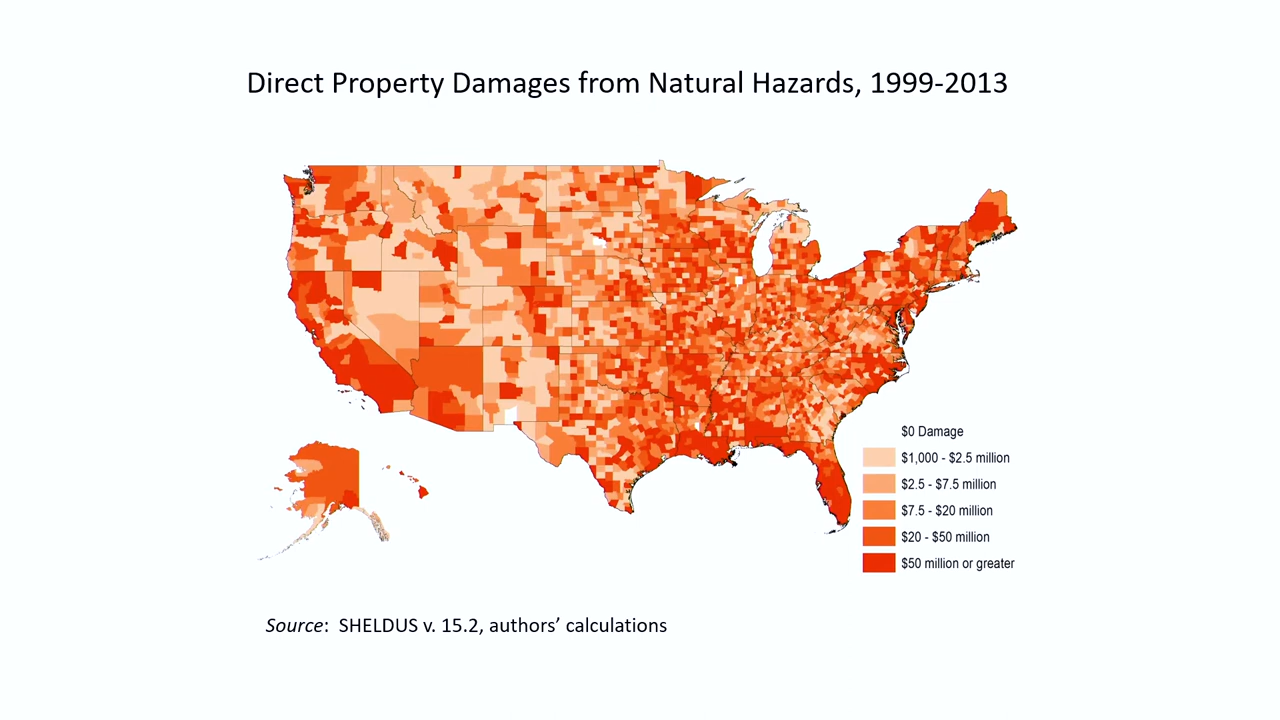 Direct Property Damages from Natural Hazards, 1999-2013
$0 Damage
$1,000 - $2.5 million
$2.5 - $7.5 million
$7.5 - $20 million
$20 - $50 million
$50 million or greater
Source:  SHELDUS v. 15.2, authors’ calculations